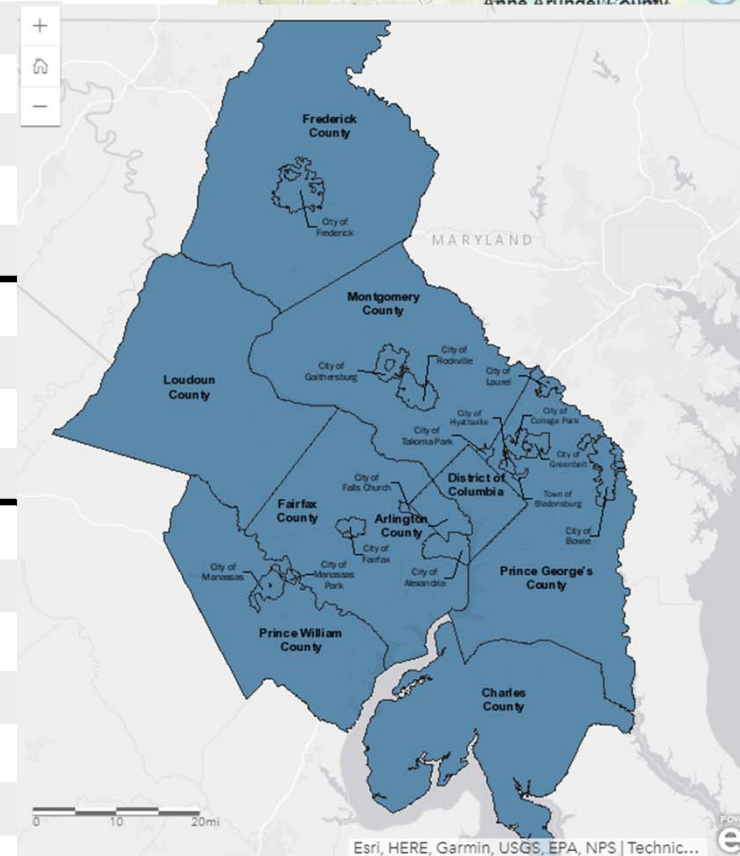 Anne Arundel County
+
−
Frederick
County
City of
Frederick
MARYLAND
Montgomery
County
City of
Rockville
City of
Gaithersburg
City of
Laurel
Loudoun
County
City of
Hyattsville
City of
College Park
City of
Takoma Park
City of
Greenbelt
District of
Columbia
City of
Falls Church
Town of
Bladensburg
Fairfax
County
Arlington
County
City of
Bowie
City of
Fairfax
City of
Manassas
City of
Manassas
Park
City of
Alexandria
Prince George's
County
Prince William
County
Charles
County
0 10 20mi
Esri, HERE, Garmin, USGS, EPA, NPS | Technic...